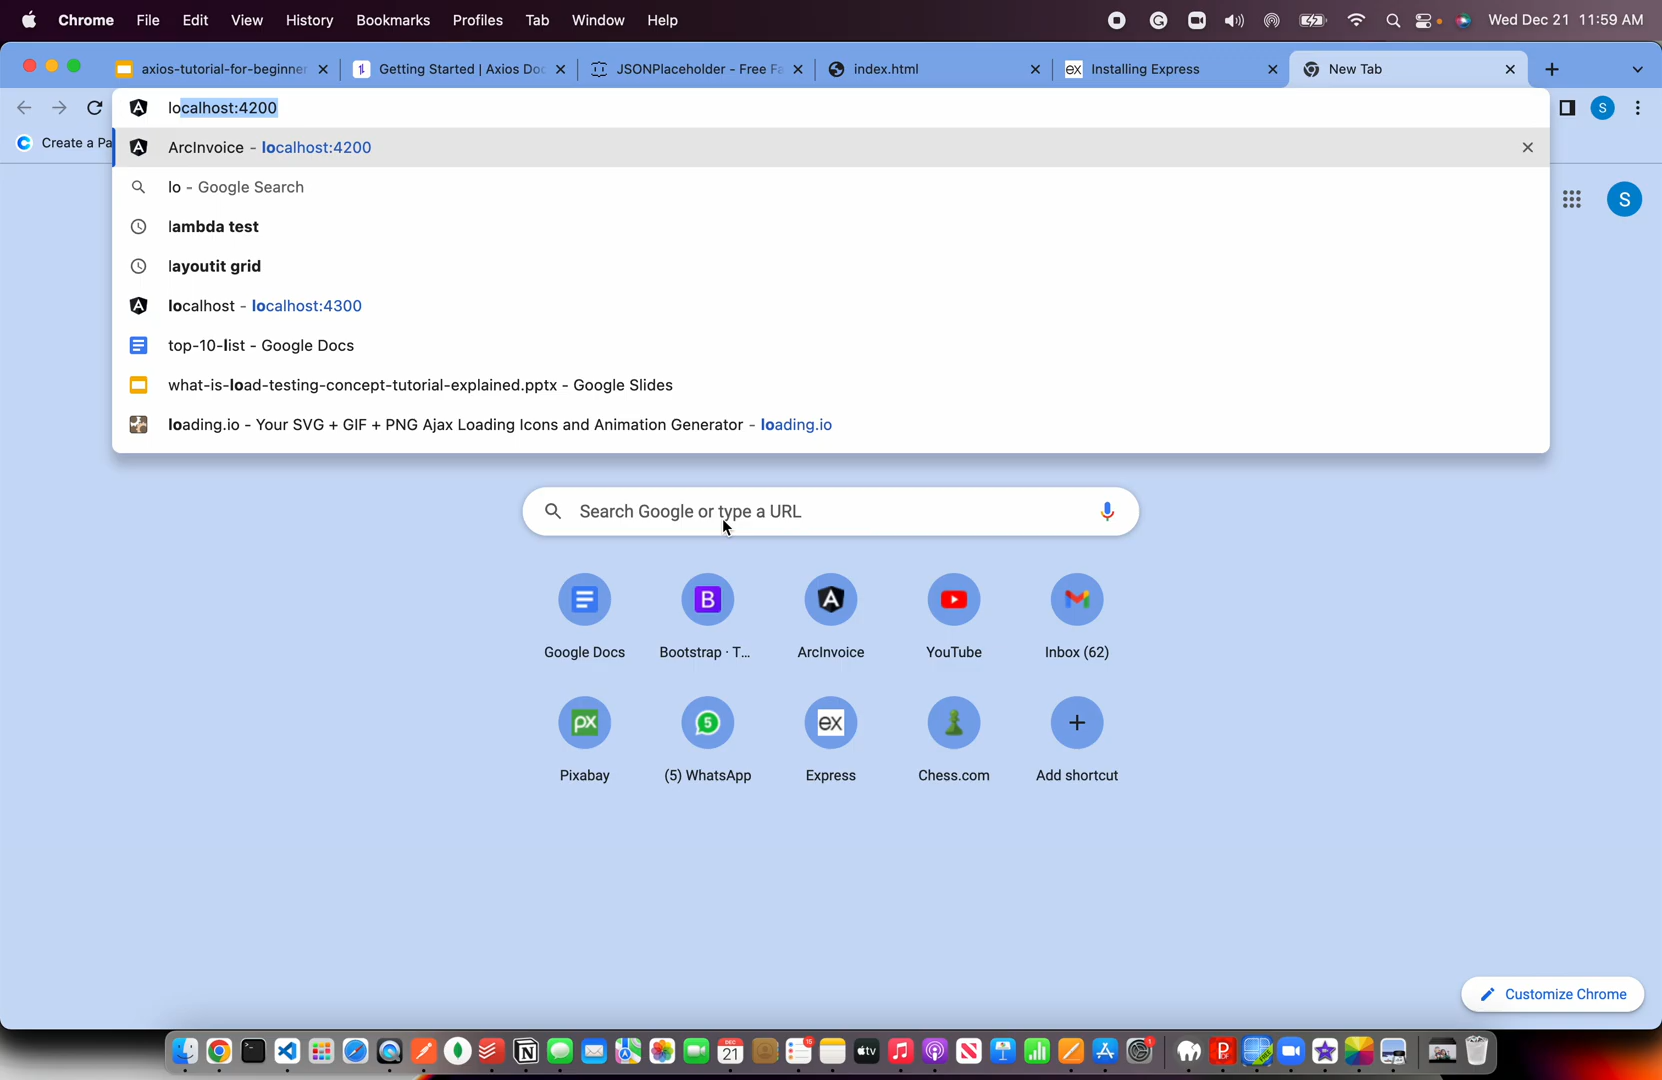 Chrome File Edit View History Bookmarks Profiles Tab Window Help Wed Dec 21 11:59 AM
axios-tutorial-for-beginner Getting Started | Axios Doc JSONPlaceholder - Free Fa index.html Installing Express New Tab
localhost:4200
Create a Pa
ArcInvoice - localhost:4200
lo - Google Search
lambda test
S
layoutit grid
localhost - localhost:4300
top-10-list - Google Docs
what-is-load-testing-concept-tutorial-explained.pptx - Google Slides
loading.io - Your SVG + GIF + PNG Ajax Loading Icons and Animation Generator - loading.io
Search Google or type a URL
Google Docs Bootstrap · T... ArcInvoice YouTube Inbox (62)
Pixabay (5) WhatsApp Express Chess.com Add shortcut
Customize Chrome